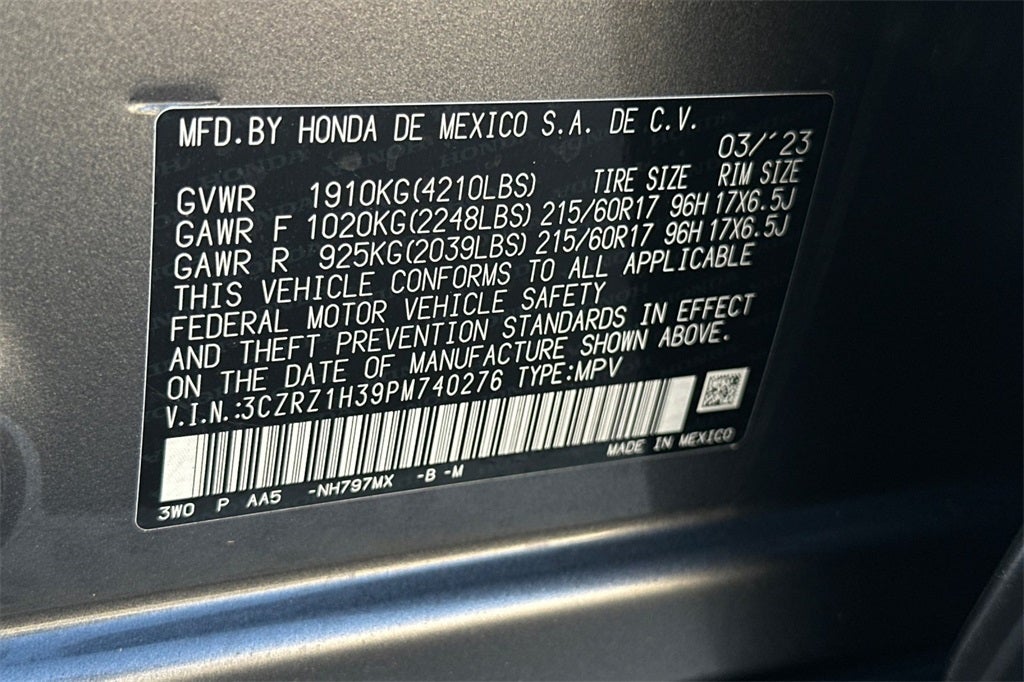 MFD.BY HONDA DE MEXICO S.A. DE C.V.
03/'23
GVWR 1910KG(4210LBS) TIRE SIZE RIM SIZE
GAWR F 1020KG(2248LBS) 215/60R17 96H 17X6.5J
GAWR R 925KG(2039LBS) 215/60R17 96H 17X6.5J
THIS VEHICLE CONFORMS TO ALL APPLICABLE
FEDERAL MOTOR VEHICLE SAFETY
AND THEFT PREVENTION STANDARDS IN EFFECT
ON THE DATE OF MANUFACTURE SHOWN ABOVE.
V.I.N.:3CZRZ1H39PM740276 TYPE:MPV
MADE IN MEXICO
3W0 P AA5 -NH797MX -B -M